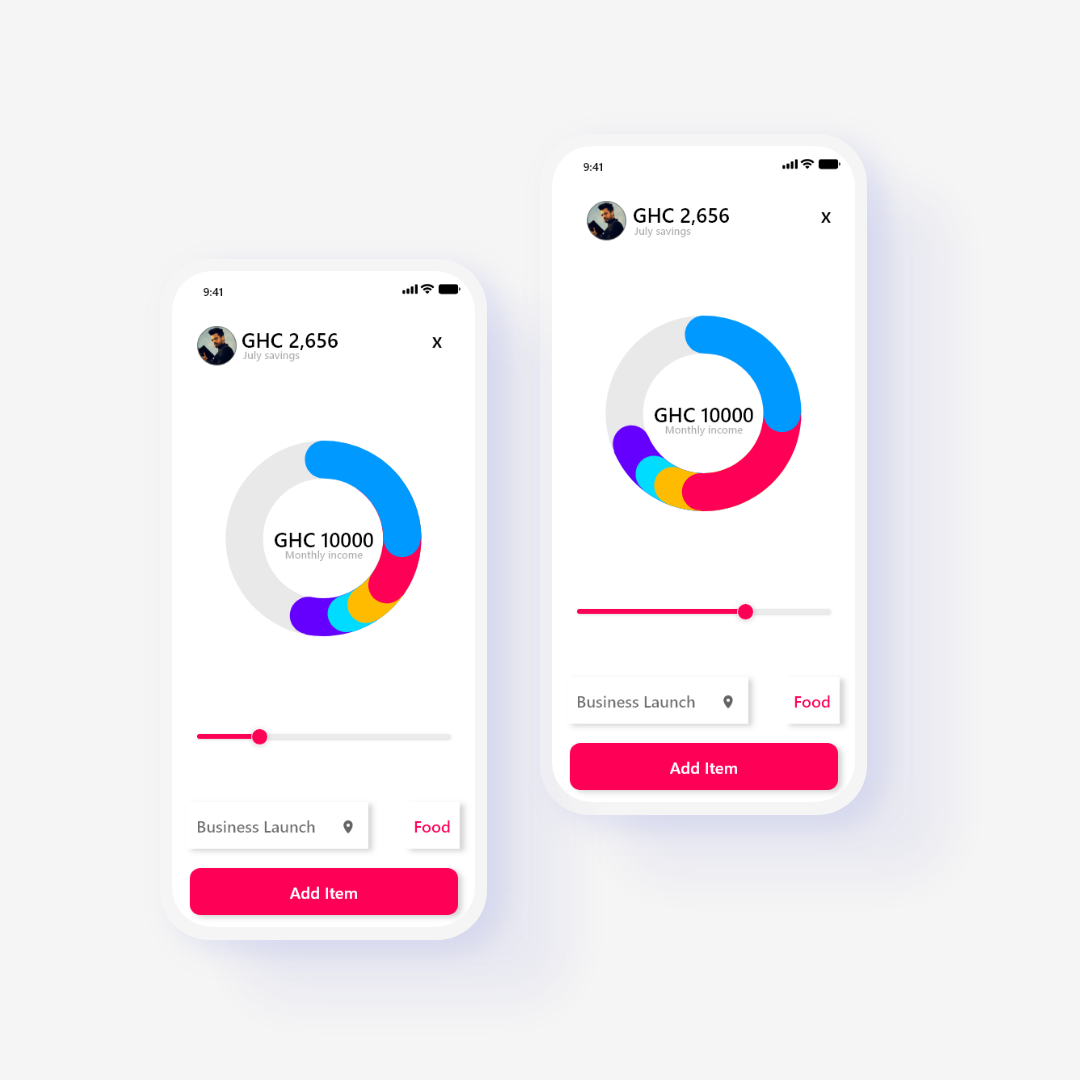 9:41
GHC 2,656
July savings
X
GHC 10000
Monthly income
Business Launch
Food
Add Item
9:41
GHC 2,656
July savings
X
GHC 10000
Monthly income
Business Launch
Food
Add Item